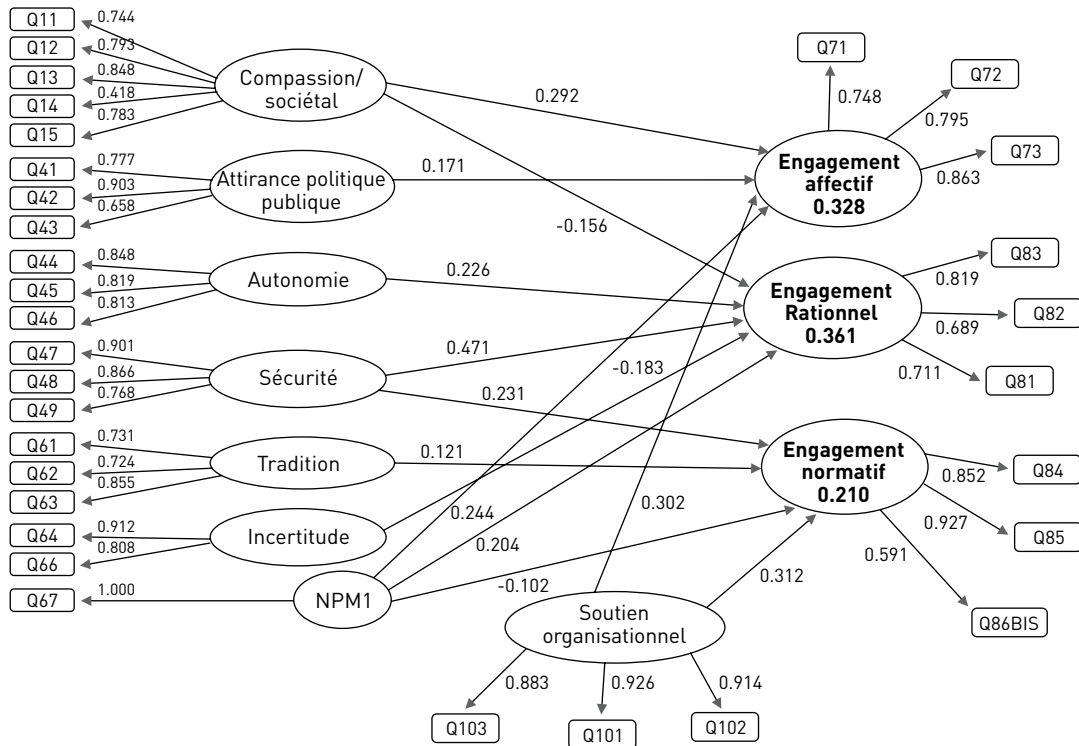 Q11
0.744
Q12
0.793
Q13
0.848
Q14
0.418
Q15
0.783
Compassion/
sociétal
Q41
0.777
Q42
0.903
Q43
0.658
Attirance politique
publique
Q44
0.848
Q45
0.819
Q46
0.813
Autonomie
Q47
0.901
Q48
0.866
Q49
0.768
Sécurité
Q61
0.731
Q62
0.724
Q63
0.855
Tradition
Q64
0.912
Q66
0.808
Incertitude
Q67
1.000
NPM1
0.292
0.171
-0.156
0.226
0.471
-0.183
0.231
0.121
0.244
0.204
0.302
-0.102
0.312
Soutien
organisationnel
0.883
0.926
0.914
Q103
Q101
Q102
Q71
0.748
Q72
0.795
Q73
0.863
Engagement
affectif
0.328
Q83
0.819
Q82
0.689
Q81
0.711
Engagement
Rationnel
0.361
Engagement
normatif
0.210
0.852
Q84
0.927
Q85
0.591
Q86BIS